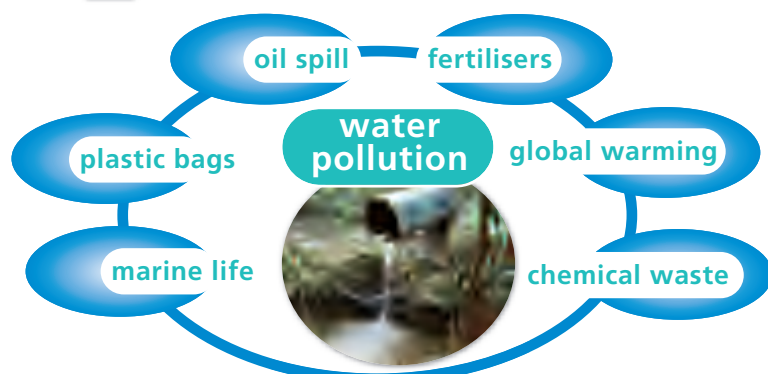 oil spill
fertilisers
water
pollution
plastic bags
global warming
marine life
chemical waste